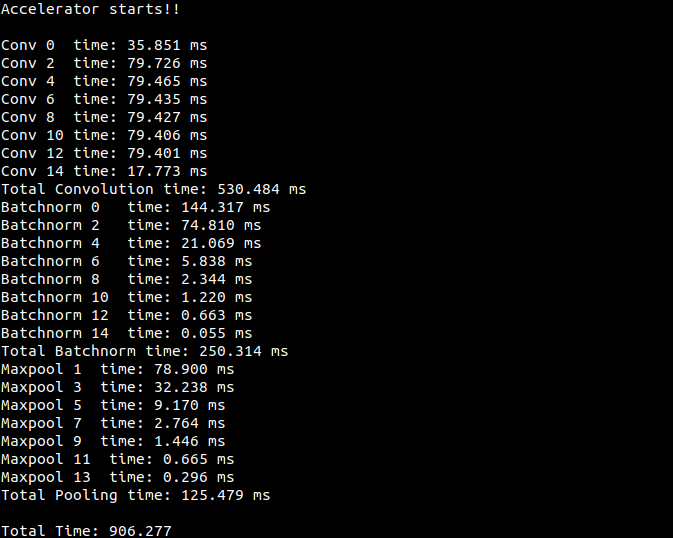 Accelerator starts!!
Conv 0  time: 35.851 ms
Conv 2  time: 79.726 ms
Conv 4  time: 79.465 ms
Conv 6  time: 79.435 ms
Conv 8  time: 79.427 ms
Conv 10 time: 79.406 ms
Conv 12 time: 79.401 ms
Conv 14 time: 17.773 ms
Total Convolution time: 530.484 ms
Batchnorm 0   time: 144.317 ms
Batchnorm 2   time: 74.810 ms
Batchnorm 4   time: 21.069 ms
Batchnorm 6   time: 5.838 ms
Batchnorm 8   time: 2.344 ms
Batchnorm 10  time: 1.220 ms
Batchnorm 12  time: 0.663 ms
Batchnorm 14  time: 0.055 ms
Total Batchnorm time: 250.314 ms
Maxpool 1  time: 78.900 ms
Maxpool 3  time: 32.238 ms
Maxpool 5  time: 9.170 ms
Maxpool 7  time: 2.764 ms
Maxpool 9  time: 1.446 ms
Maxpool 11  time: 0.665 ms
Maxpool 13  time: 0.296 ms
Total Pooling time: 125.479 ms
Total Time: 906.277